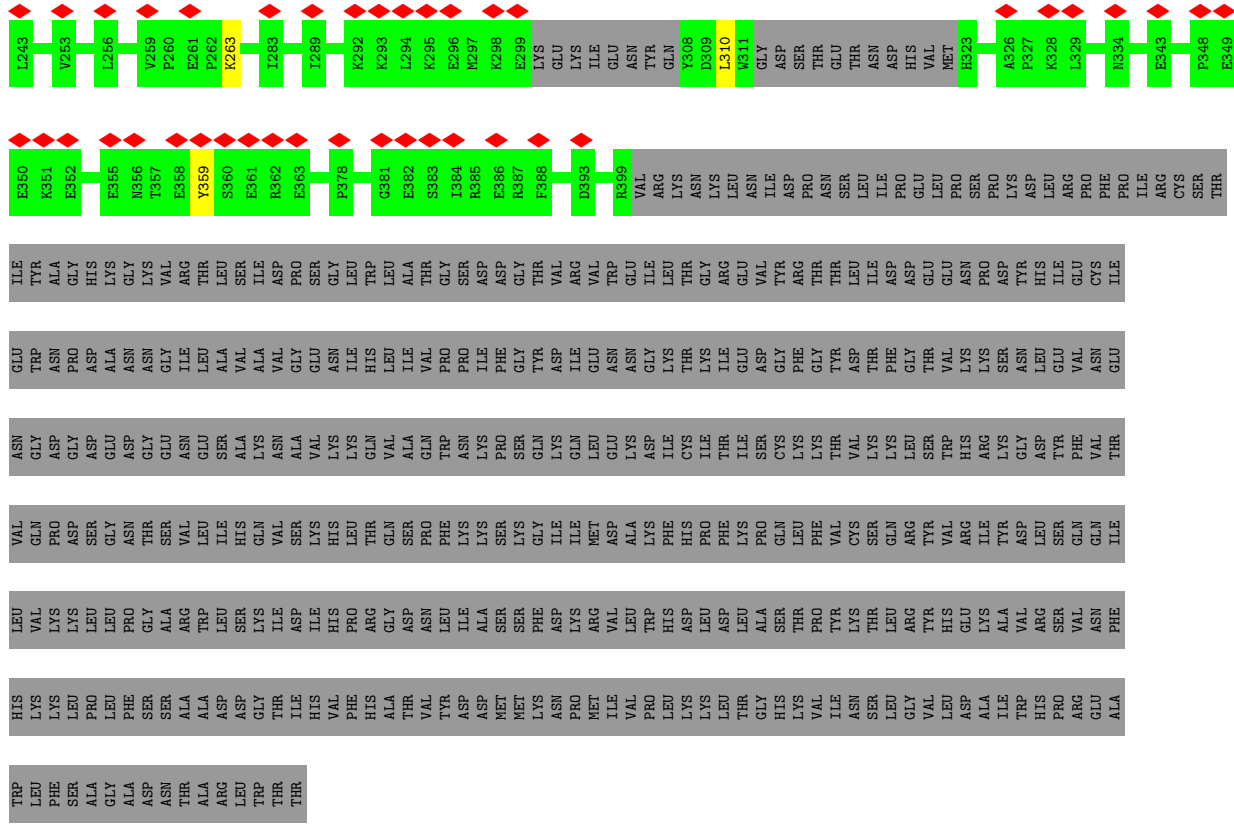 L243 V253 L256 V259 P260 E261 P262 K263 I283 I289 K292 K293 L294 K295 E296 M297 K298 E299 LYS GLU LYS ILE GLU ASN TYR GLN Y308 D309 L310 W311 GLY ASP SER THR GLU THR ASN ASP HIS VAL MET H323 A326 P327 K328 L329 N334 E343 P348 E349
E350 K351 E352 E355 N356 T357 E358 Y359 S360 E361 R362 E363 P378 G381 E382 S383 I384 R385 E386 R387 F388 D393 R399 VAL ARG LYS ASN LYS LEU ASN ILE ASP PRO ASN SER LEU ILE PRO GLU LEU PRO SER PRO LYS ASP LEU ARG PRO PHE PRO ILE ARG CYS SER THR
ILE TYR ALA GLY HIS LYS GLY LYS VAL ARG THR LEU SER ILE ASP PRO SER GLY LEU TRP LEU ALA THR GLY SER ASP ASP GLY THR VAL ARG VAL TRP GLU ILE LEU THR GLY ARG GLU VAL TYR ARG THR THR LEU ILE ASP ASP GLU GLU ASN PRO ASP TYR HIS ILE GLU CYS ILE
GLU TRP ASN PRO ASP ALA ASN ASN GLY ILE LEU ALA VAL ALA VAL GLY GLU ASN ILE HIS LEU ILE VAL PRO PRO ILE PHE GLY TYR ASP ILE GLU ASN ASN GLY LYS THR LYS ILE GLU ASP GLY PHE GLY TYR ASP THR PHE GLY THR VAL LYS LYS SER ASN LEU GLU VAL ASN GLU
ASN GLY ASP GLY ASP GLU ASP GLY GLU ASN GLU SER ALA LYS ASN ALA VAL LYS LYS GLN VAL ALA GLN TRP ASN LYS PRO SER GLN LYS GLN LEU GLU LYS ASP ILE CYS ILE THR ILE SER CYS LYS LYS THR VAL LYS LYS LEU SER TRP HIS ARG LYS GLY ASP TYR PHE VAL THR
VAL GLN PRO ASP SER GLY ASN THR SER VAL LEU ILE HIS GLN VAL SER LYS HIS LEU THR GLN SER PRO PHE LYS LYS SER LYS GLY ILE ILE MET ASP ALA LYS PHE HIS PRO PHE LYS PRO GLN LEU PHE VAL CYS SER GLN ARG TYR VAL ARG ILE TYR ASP LEU SER GLN GLN ILE
LEU VAL LYS LYS LEU LEU PRO GLY ALA ARG TRP LEU SER LYS ILE ASP ILE HIS PRO ARG GLY ASP ASN LEU ILE ALA SER SER PHE ASP LYS ARG VAL LEU TRP HIS ASP LEU ASP LEU ALA SER THR PRO TYR LYS THR LEU ARG TYR HIS GLU LYS ALA VAL ARG SER VAL ASN PHE
HIS LYS LYS LEU PRO LEU PHE SER SER ALA ALA ASP ASP GLY THR ILE HIS VAL PHE HIS ALA THR VAL TYR ASP ASP MET MET LYS ASN PRO MET ILE VAL PRO LEU LYS LYS LEU THR GLY HIS LYS VAL ILE ASN SER LEU GLY VAL LEU ASP ALA ILE TRP HIS PRO ARG GLU ALA
TRP LEU PHE SER ALA GLY ALA ASP ASN THR ALA ARG LEU TRP THR THR